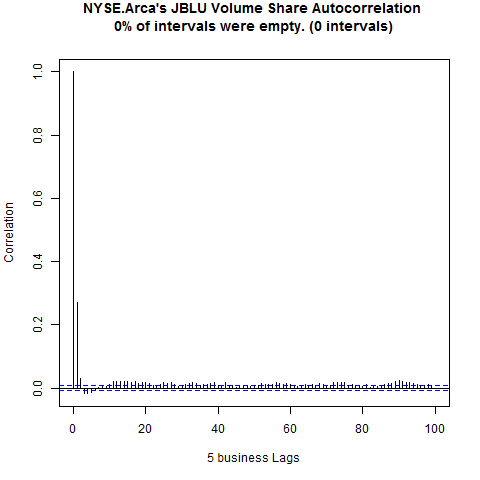 NYSE.Arca's JBLU Volume Share Autocorrelation
0% of intervals were empty. (0 intervals)
1.0
0.8
0.6
0.4
0.2
0.0
Correlation
0 20 40 60 80 100
5 business Lags